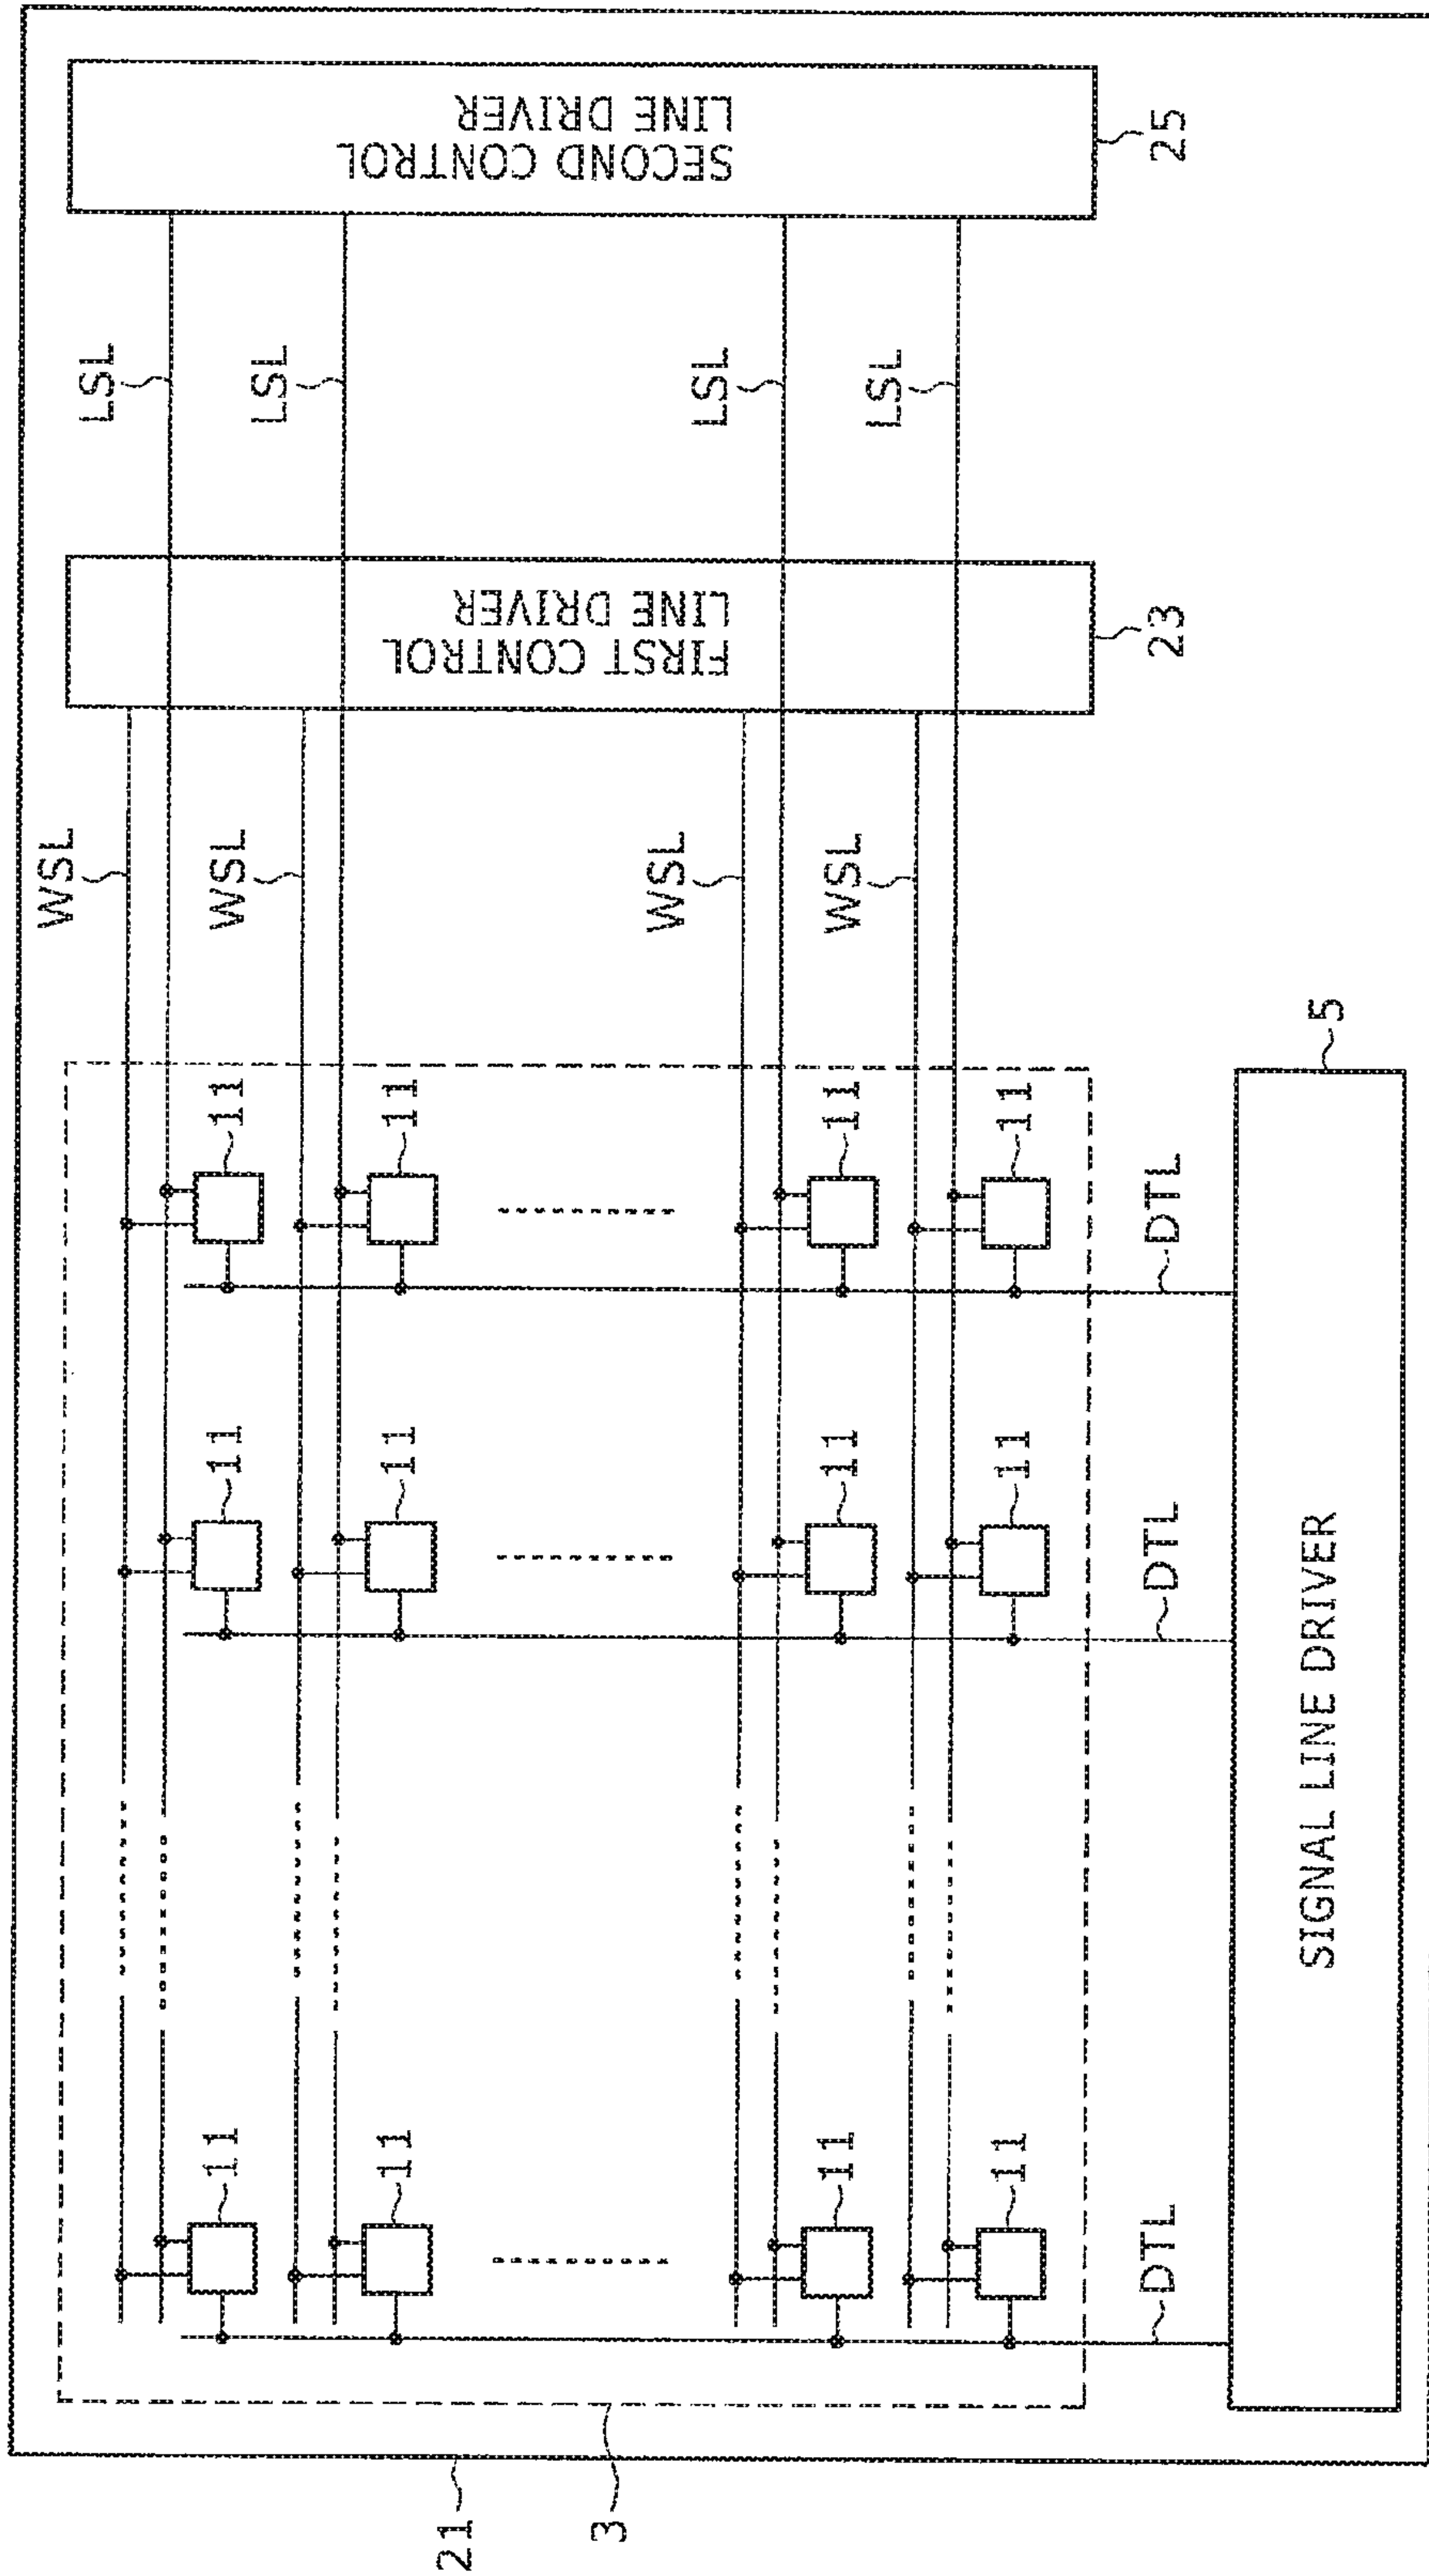 WSL
LSL
11
11
11
WSL
LSL
11
11
11
21
3
FIRST CONTROL
LINE DRIVER
SECOND CONTROL
LINE DRIVER
WSL
LSL
11
11
11
WSL
LSL
11
11
11
DTL
DTL
DTL
23
25
SIGNAL LINE DRIVER
5